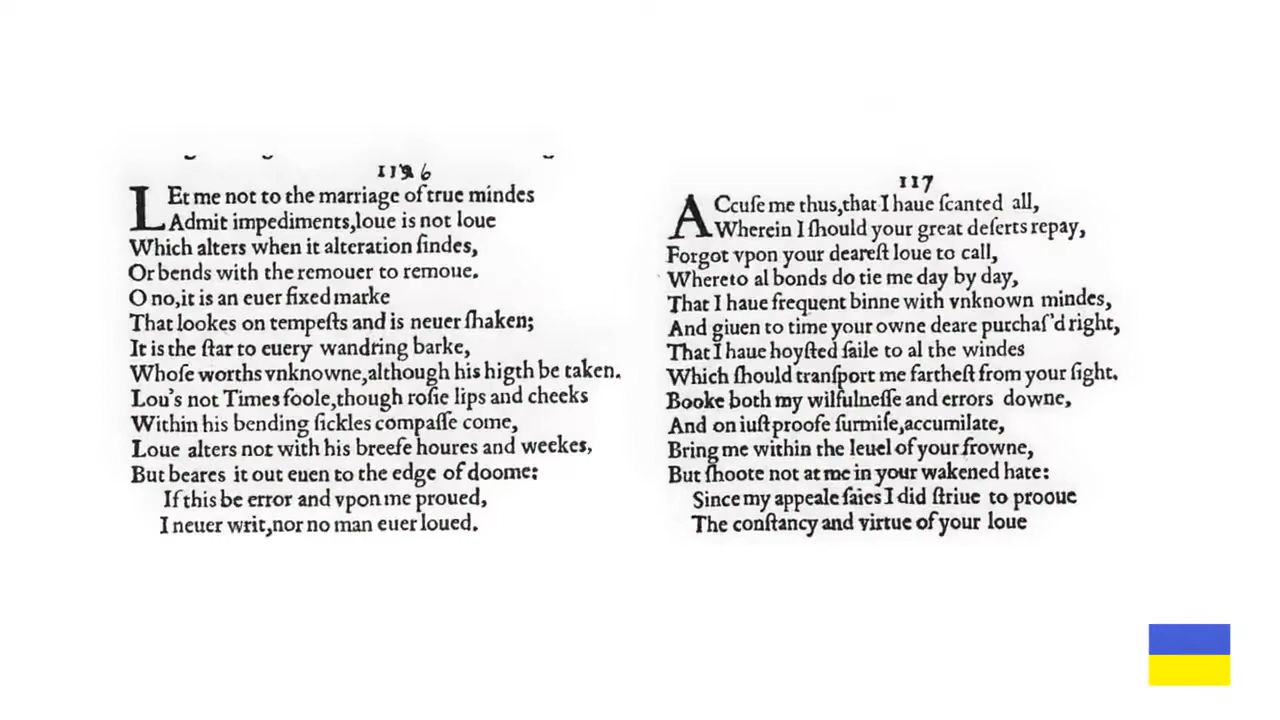 116
LEt me not to the marriage of true mindes
Admit impediments,loue is not loue
Which alters when it alteration findes,
Or bends with the remouer to remoue.
O no,it is an euer fixed marke
That lookes on tempeſts and is neuer ſhaken;
It is the ſtar to euery wandring barke,
Whoſe worths vnknowne,although his higth be taken.
Lou's not Times foole,though roſie lips and cheeks
Within his bending ſickles compaſſe come,
Loue alters not with his breefe houres and weekes,
But beares it out euen to the edge of doome:
If this be error and vpon me proued,
I neuer writ,nor no man euer loued.
117
ACcuſe me thus,that I haue ſcanted all,
Wherein I ſhould your great deſerts repay,
Forgot vpon your deareſt loue to call,
Whereto al bonds do tie me day by day,
That I haue frequent binne with vnknown mindes,
And giuen to time your owne deare purchaſ'd right,
That I haue hoyſted ſaile to al the windes
Which ſhould tranſport me fartheſt from your ſight.
Booke both my wilfulneſſe and errors downe,
And on iuſt proofe ſurmiſe,accumilate,
Bring me within the leuel of your frowne,
But ſhoote not at me in your wakened hate:
Since my appeale ſaies I did ſtriue to prooue
The conſtancy and virtue of your loue